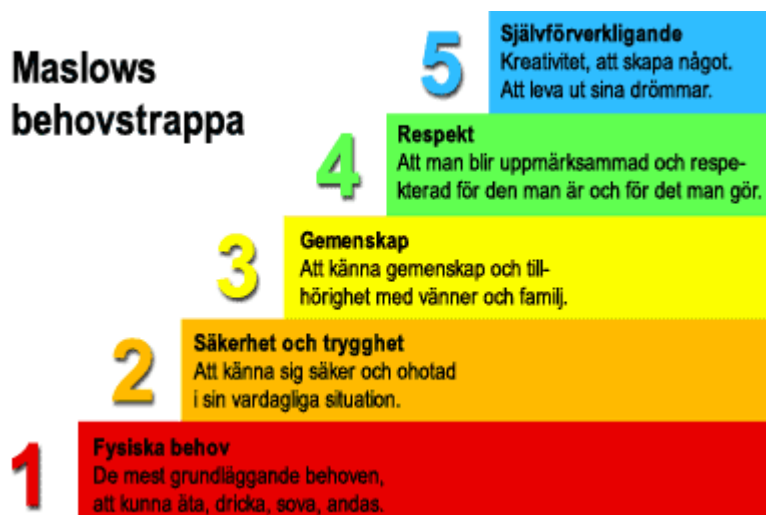 Maslows
behovstrappa
5
Självförverkligande
Kreativitet, att skapa något.
Att leva ut sina drömmar.
4
Respekt
Att man blir uppmärksammad och respe-
kterad för den man är och för det man gör.
3
Gemenskap
Att känna gemenskap och till-
hörighet med vänner och familj.
2
Säkerhet och trygghet
Att känna sig säker och ohotad
i sin vardagliga situation.
1
Fysiska behov
De mest grundläggande behoven,
att kunna äta, dricka, sova, andas.